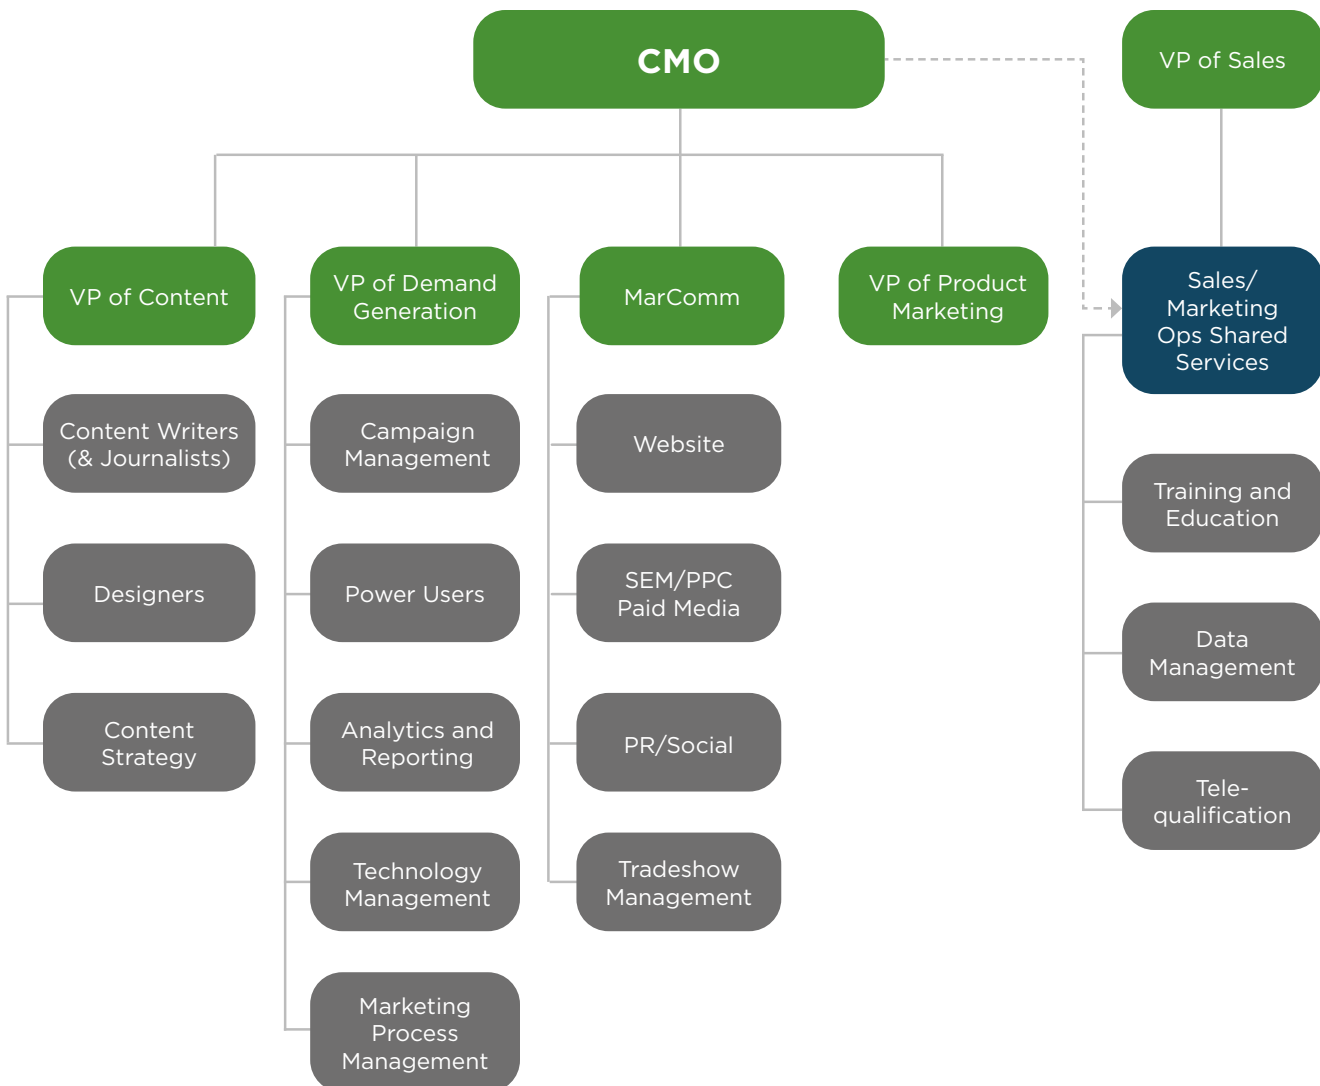 CMO
VP of Sales
VP of Content
VP of Demand
Generation
MarComm
VP of Product
Marketing
Sales/
Marketing
Ops Shared
Services
Content Writers
(& Journalists)
Designers
Content
Strategy
Campaign
Management
Power Users
Analytics and
Reporting
Technology
Management
Marketing
Process
Management
Website
SEM/PPC
Paid Media
PR/Social
Tradeshow
Management
Training and
Education
Data
Management
Tele-
qualification